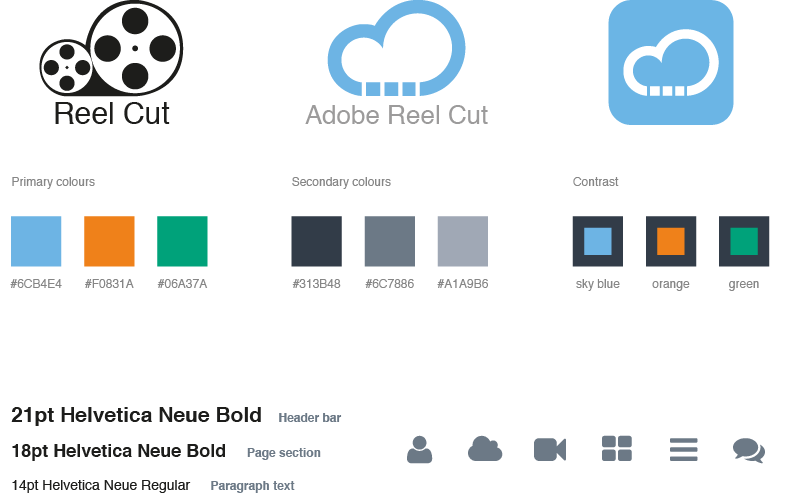 Reel Cut
Adobe Reel Cut
Primary colours
Secondary colours
Contrast
#6CB4E4
#F0831A
#06A37A
#313B48
#6C7886
#A1A9B6
sky blue
orange
green
21pt Helvetica Neue Bold Header bar
18pt Helvetica Neue Bold Page section
14pt Helvetica Neue Regular Paragraph text